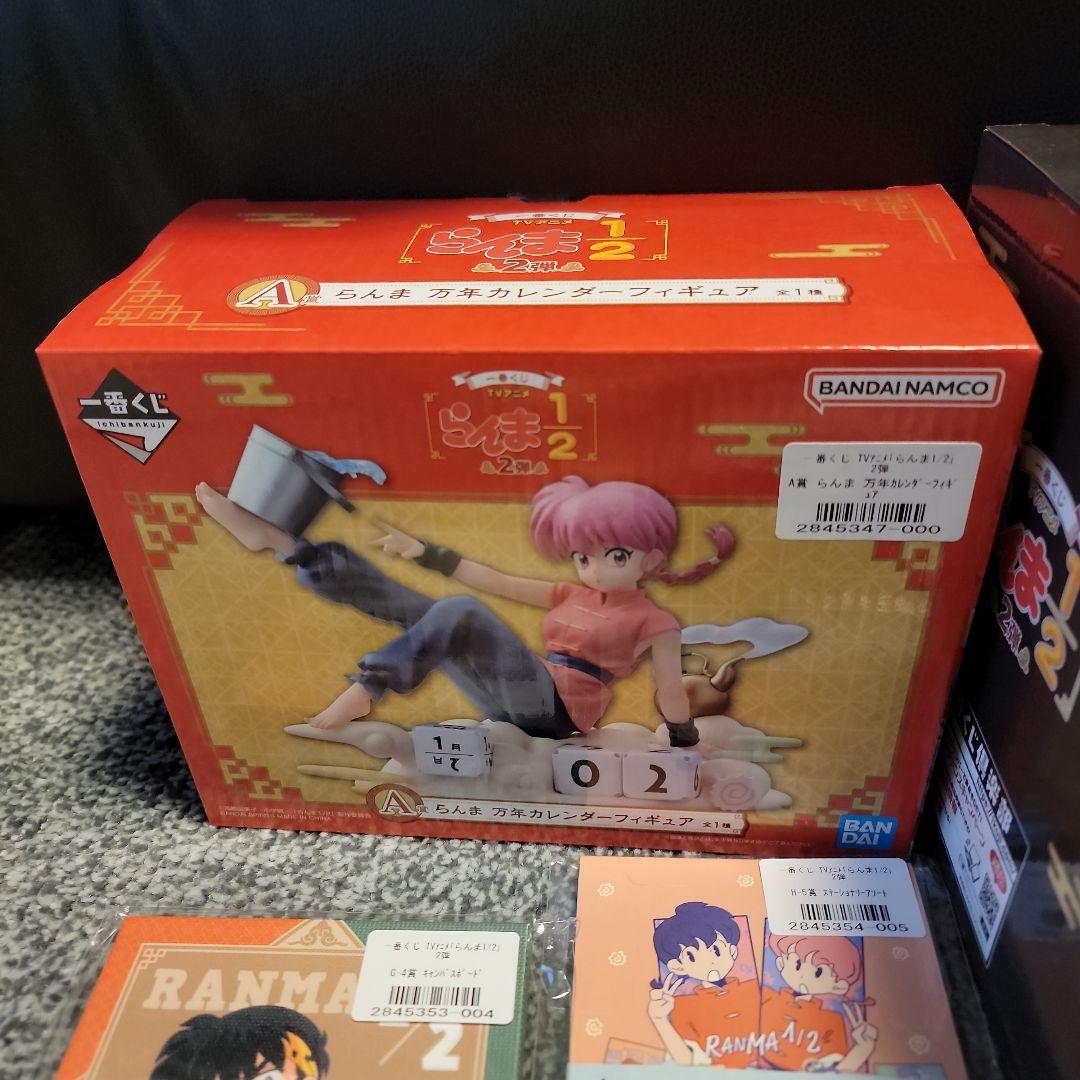 一番くじ
TVアニメ
らんま1/2
2弾
A賞 らんま 万年カレンダーフィギュア 全1種
一番くじ
ichibankuji
一番くじ
TVアニメ
らんま1/2
2弾
BANDAI NAMCO
一番くじ TVアニメ「らんま1/2」
2弾
A賞 らんま 万年カレンダーフィギ
ュア
2845347-000
1月
0 2
A賞 らんま 万年カレンダーフィギュア 全1種
BAN
DAI
一番くじ
2弾
一番くじ TVアニメ「らんま1/2」
2弾
H-5賞 ステーショナリーアソート
2845354-005
RANMA 1/2
一番くじ TVアニメ「らんま1/2」
2弾
G-4賞 キャンバスボード
2845353-004
RANMA
/2